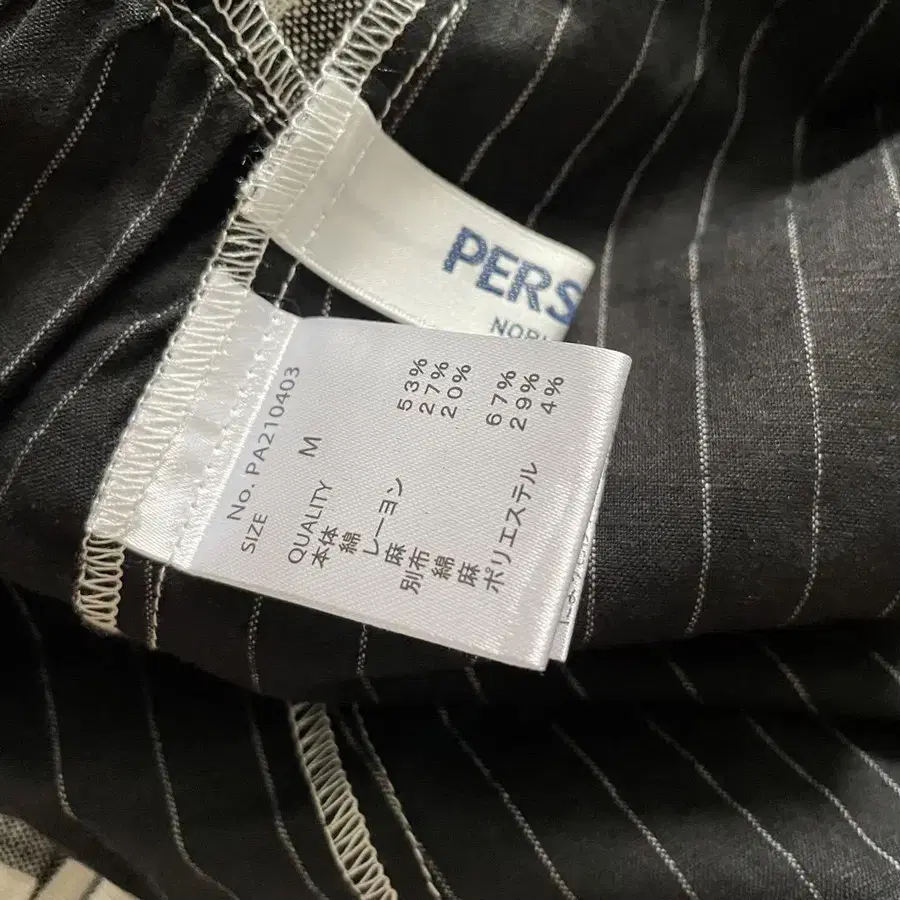 PERS
NOR
No. PA210403
SIZE M
QUALITY
本体 綿 53%
レーヨン 27%
麻 20%
別布 綿 67%
麻 29%
ポリエステル 4%